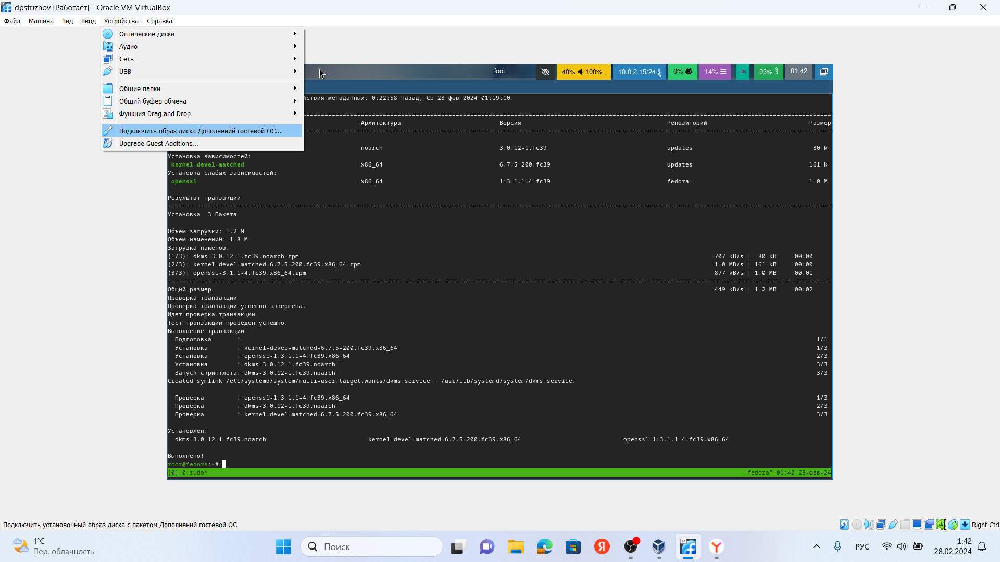 dpstrizhov [Работает] - Oracle VM VirtualBox
Файл Машина Вид Ввод Устройства Справка
Оптические диски
Аудио
Сеть
USB
Общие папки
Общий буфер обмена
Функция Drag and Drop
Подключить образ диска Дополнений гостевой ОС...
Upgrade Guest Additions...
foot 40% 100% 10.0.2.15/24 0% 14% us 93% 01:42
йствия метаданных: 0:22:58 назад, Ср 28 фев 2024 01:19:10.
================================================================
Архитектура Версия Репозиторий Размер
================================================================
noarch 3.0.12-1.fc39 updates 80 k
Установка зависимостей:
kernel-devel-matched x86_64 6.7.5-200.fc39 updates 161 k
Установка слабых зависимостей:
openssl x86_64 1:3.1.1-4.fc39 fedora 1.0 M
Результат транзакции
================================================================
Установка 3 Пакета
Объем загрузки: 1.2 M
Объем изменений: 1.8 M
Загрузка пакетов:
(1/3): dkms-3.0.12-1.fc39.noarch.rpm 707 kB/s | 80 kB 00:00
(2/3): kernel-devel-matched-6.7.5-200.fc39.x86_64.rpm 1.0 MB/s | 161 kB 00:00
(3/3): openssl-3.1.1-4.fc39.x86_64.rpm 877 kB/s | 1.0 MB 00:01
----------------------------------------------------------------
Общий размер 449 kB/s | 1.2 MB 00:02
Проверка транзакции
Проверка транзакции успешно завершена.
Идет проверка транзакции
Тест транзакции проведен успешно.
Выполнение транзакции
Подготовка : 1/1
Установка : kernel-devel-matched-6.7.5-200.fc39.x86_64 1/3
Установка : openssl-1:3.1.1-4.fc39.x86_64 2/3
Установка : dkms-3.0.12-1.fc39.noarch 3/3
Запуск скриптлета: dkms-3.0.12-1.fc39.noarch 3/3
Created symlink /etc/systemd/system/multi-user.target.wants/dkms.service → /usr/lib/systemd/system/dkms.service.
Проверка : openssl-1:3.1.1-4.fc39.x86_64 1/3
Проверка : dkms-3.0.12-1.fc39.noarch 2/3
Проверка : kernel-devel-matched-6.7.5-200.fc39.x86_64 3/3
Установлен:
dkms-3.0.12-1.fc39.noarch kernel-devel-matched-6.7.5-200.fc39.x86_64 openssl-1:3.1.1-4.fc39.x86_64
Выполнено!
root@fedora:~#
[0] 0:sudo* "fedora" 01:42 28-фев-24
Подключить установочный образ диска с пакетом Дополнений гостевой ОС Right Ctrl
1°C
Пер. облачность
Поиск
РУС
1:42
28.02.2024